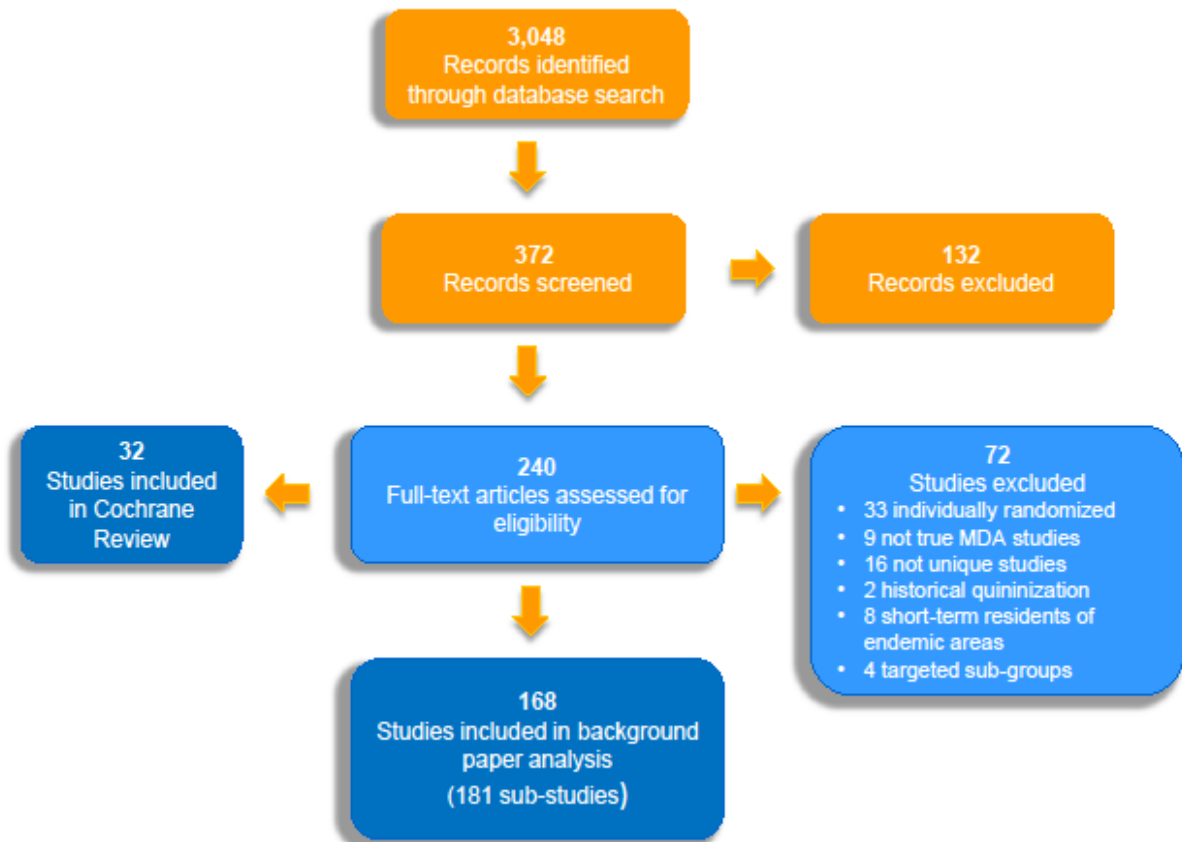 3,048
Records identified
through database search
372
Records screened
132
Records excluded
32
Studies included
in Cochrane
Review
240
Full-text articles assessed for
eligibility
72
Studies excluded
• 33 individually randomized
• 9 not true MDA studies
• 16 not unique studies
• 2 historical quininization
• 8 short-term residents of
endemic areas
• 4 targeted sub-groups
168
Studies included in background
paper analysis
(181 sub-studies)